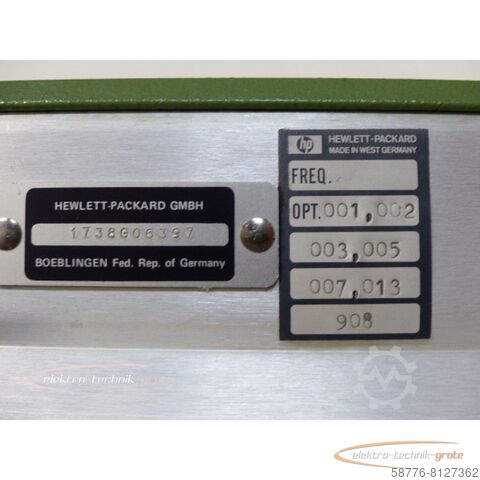 HEWLETT-PACKARD GMBH
1738G06397
BOEBLINGEN Fed. Rep. of Germany
hp HEWLETT-PACKARD
MADE IN WEST GERMANY
FREQ.
OPT. 001,002
003,005
007,013
908
elektro-technik
MACHINESEEKER
elektro-technik-grote
58776-8127362